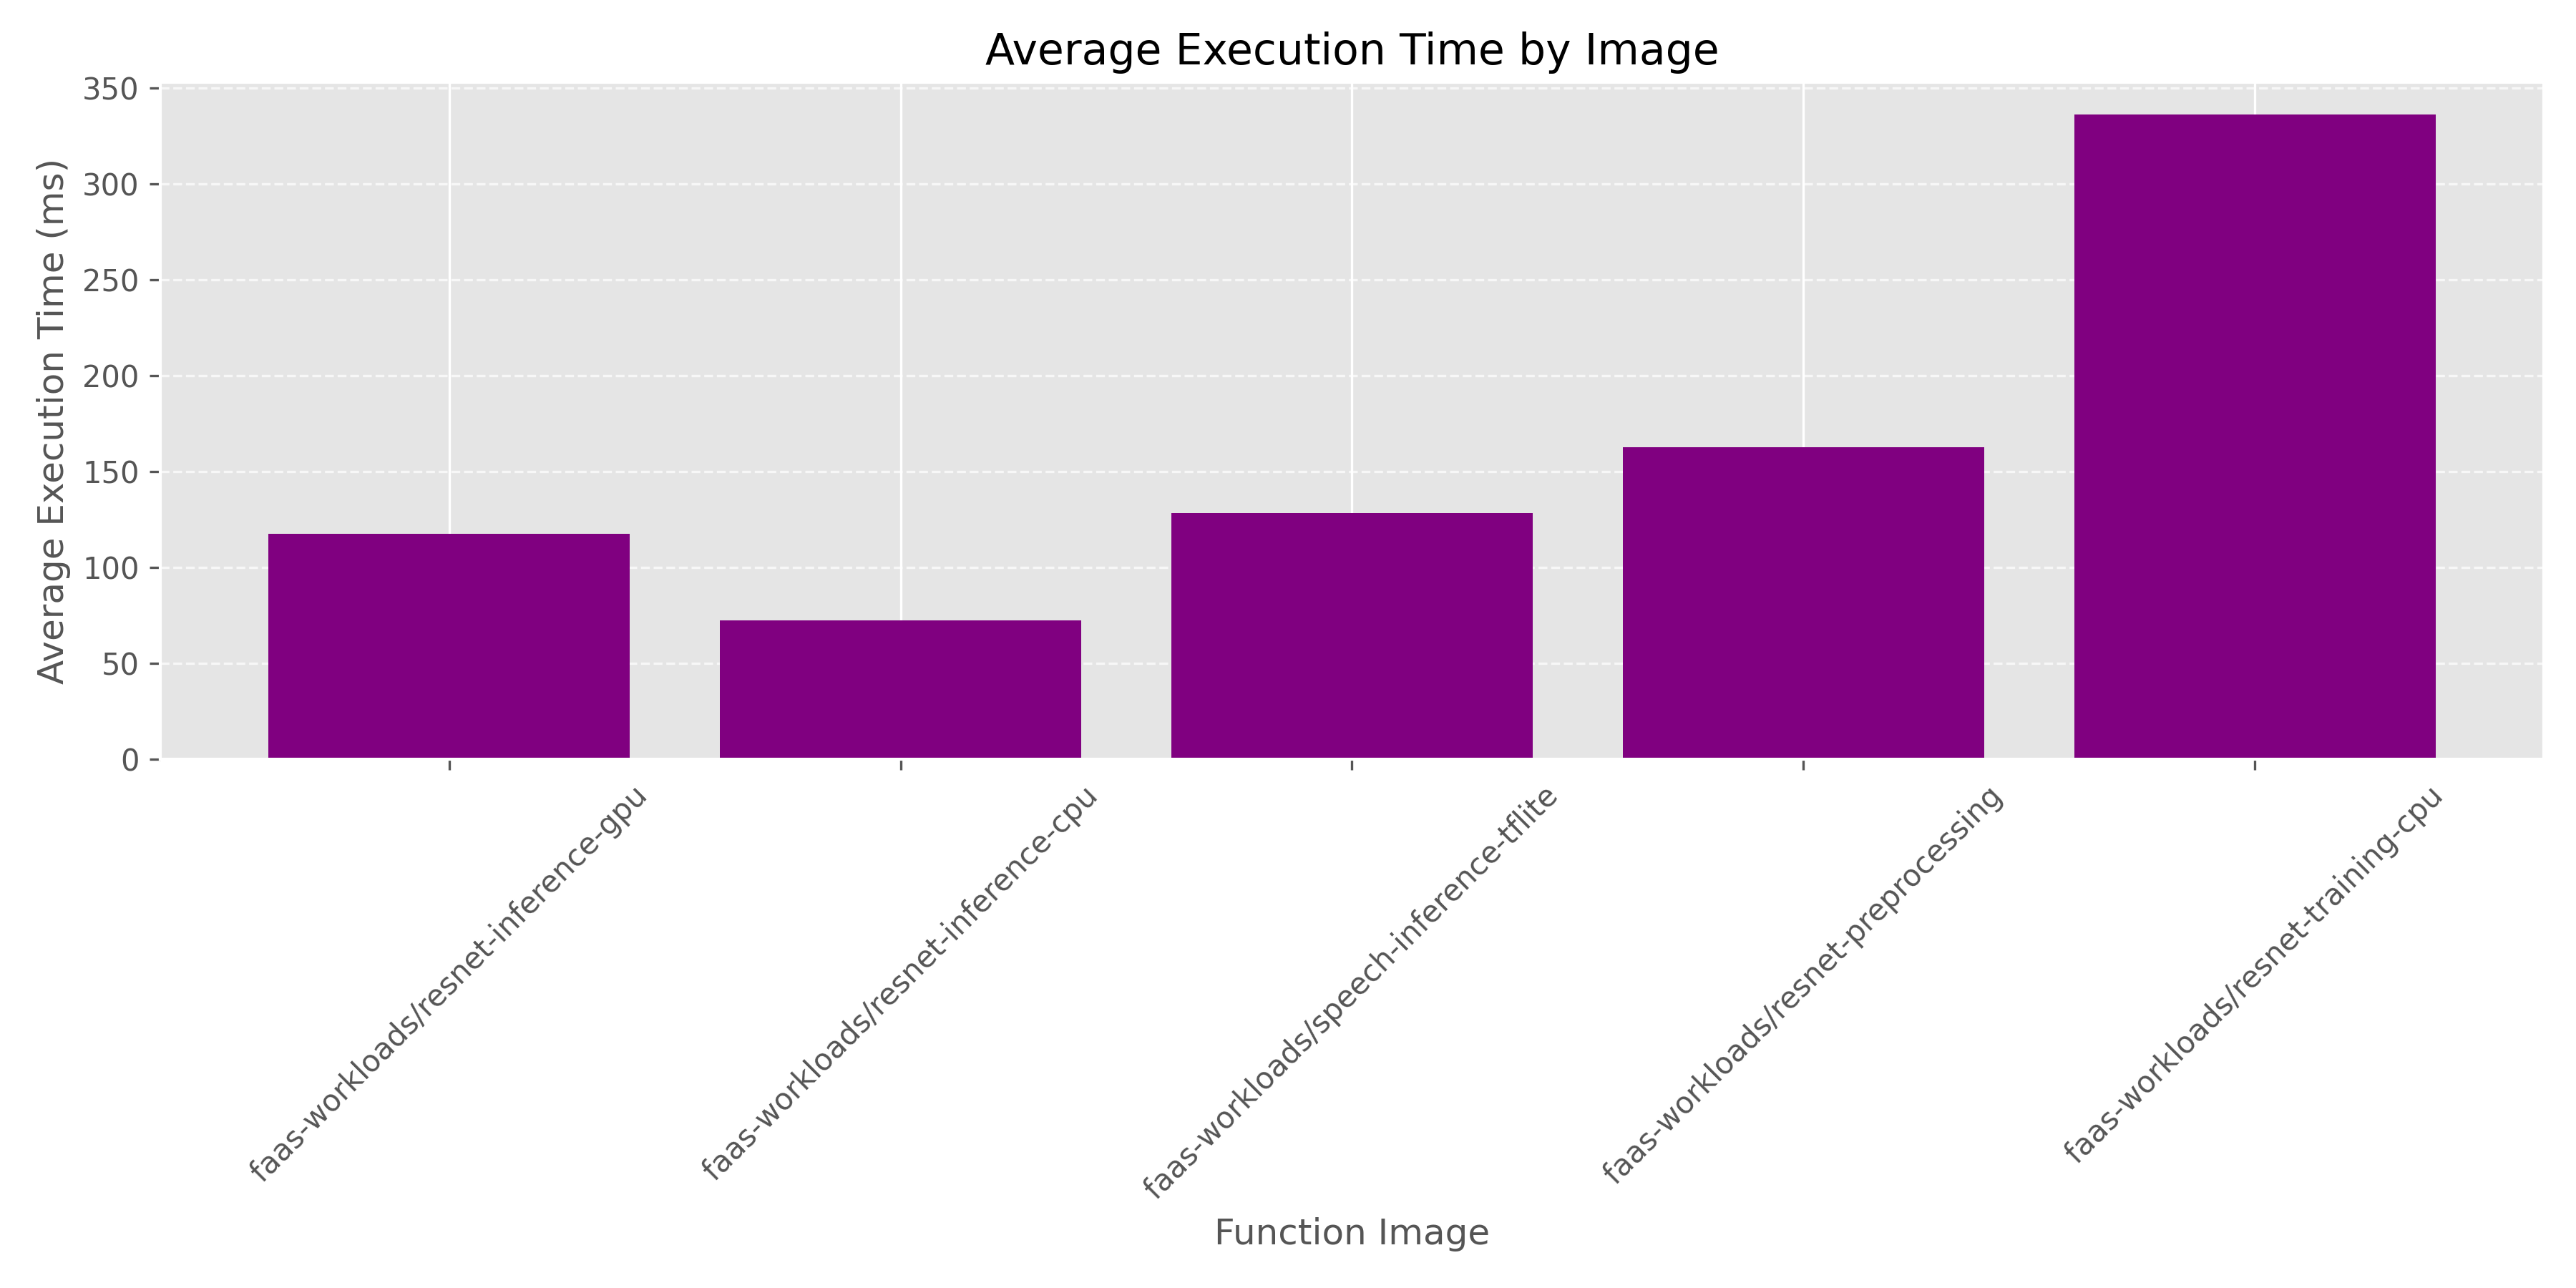 Average Execution Time by Image
Average Execution Time (ms)
350
300
250
200
150
100
50
0
faas-workloads/resnet-inference-gpu
faas-workloads/resnet-inference-cpu
faas-workloads/speech-inference-tflite
faas-workloads/resnet-preprocessing
faas-workloads/resnet-training-cpu
Function Image